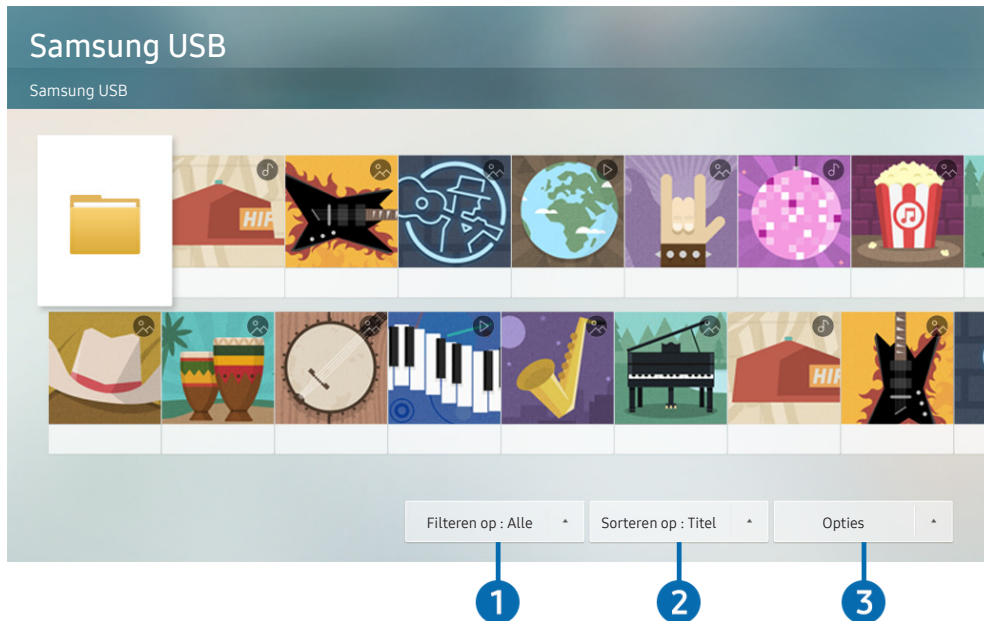 Samsung USB
Samsung USB
HIP
HIP
Filteren op : Alle
Sorteren op : Titel
Opties
1
2
3